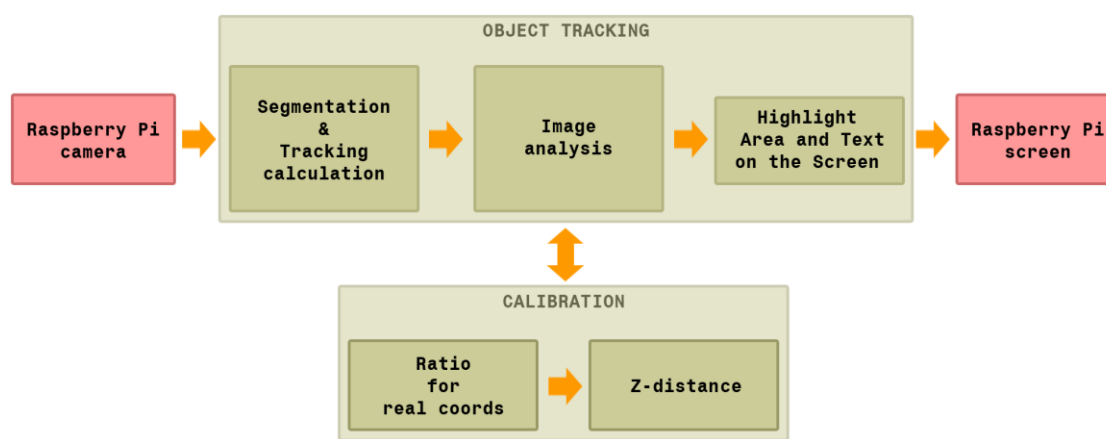 OBJECT TRACKING
Raspberry Pi
camera
Segmentation
&
Tracking
calculation
Image
analysis
Highlight
Area and Text
on the Screen
Raspberry Pi
screen
CALIBRATION
Ratio
for
real coords
Z-distance